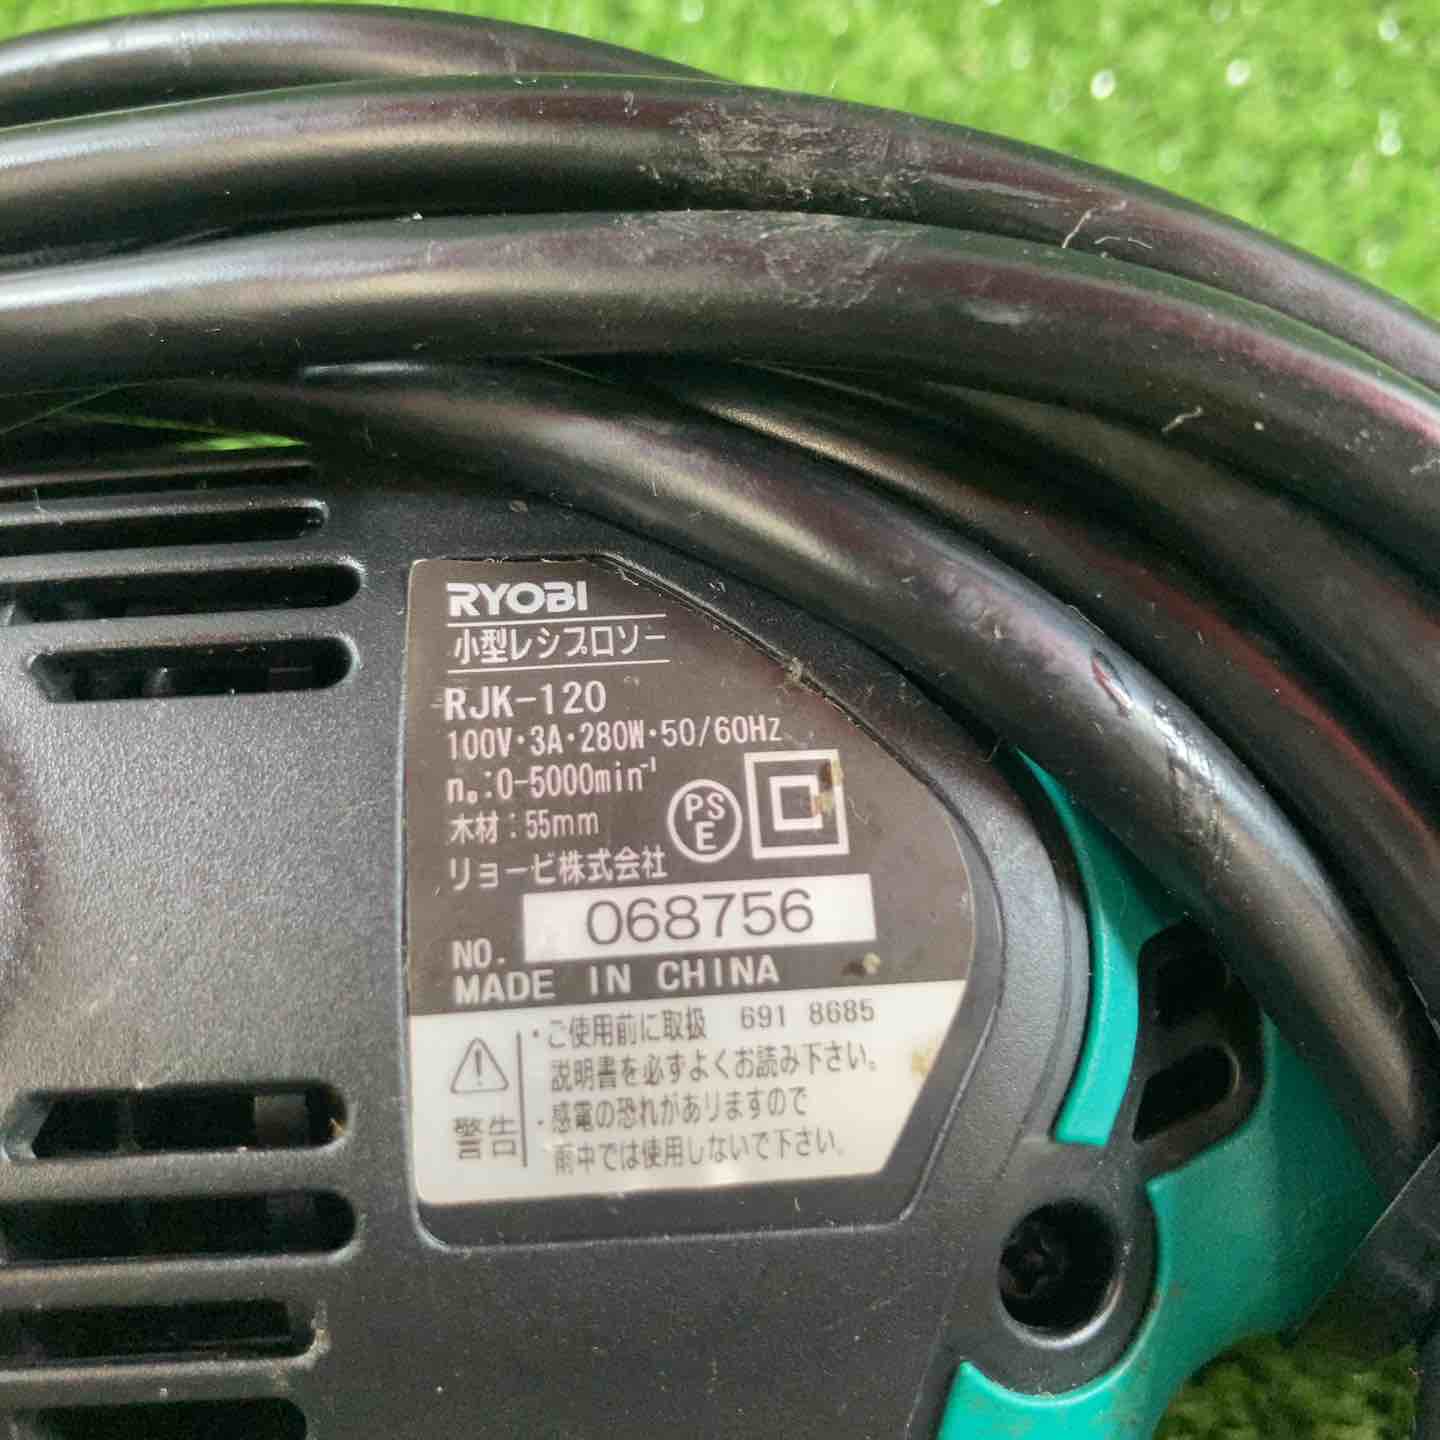 RYOBI
小型レシプロソー
RJK-120
100V・3A・280W・50/60Hz
n₀:0-5000min⁻¹
木材:55mm
PS
E
リョービ株式会社
NO. 068756
MADE IN CHINA
・ご使用前に取扱 691 8685
説明書を必ずよくお読み下さい。
警告
・感電の恐れがありますので
雨中では使用しないで下さい。